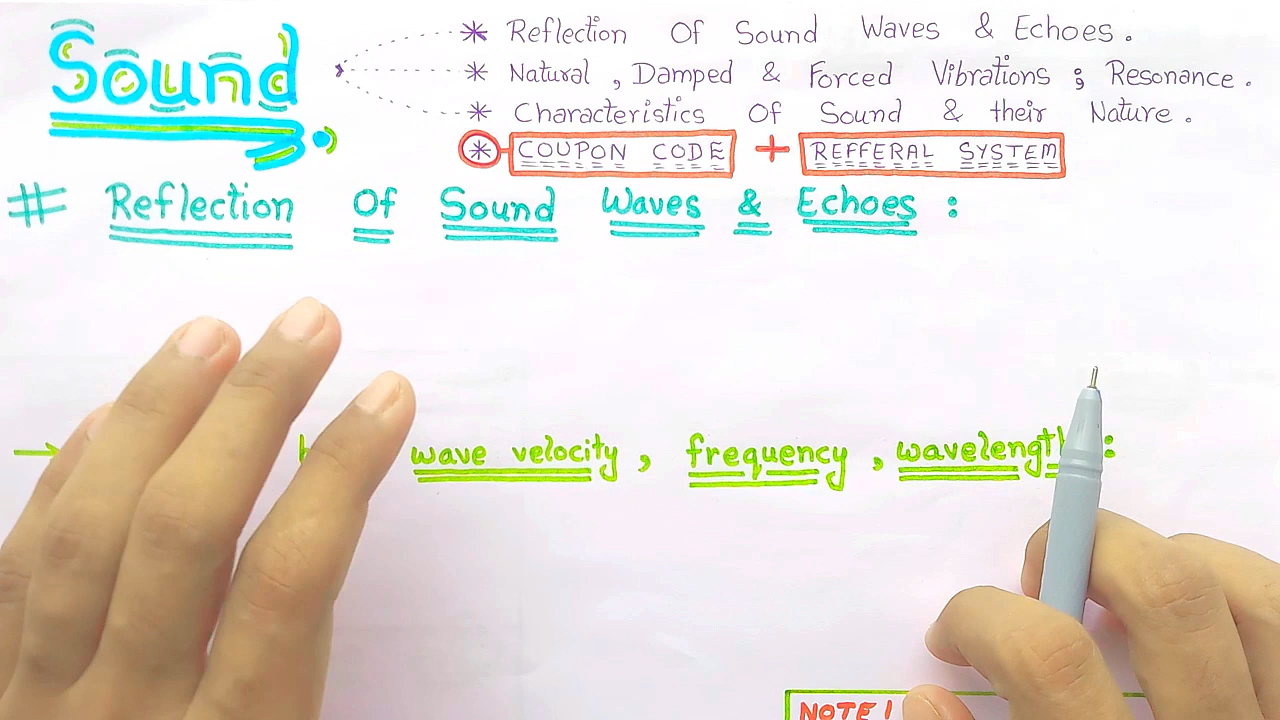 Sound
* Reflection Of Sound Waves & Echoes.
* Natural, Damped & Forced Vibrations ; Resonance.
* Characteristics Of Sound & their Nature.
* COUPON CODE + REFFERAL SYSTEM
# Reflection Of Sound Waves & Echoes :
→ wave velocity, frequency, :
NOTE!